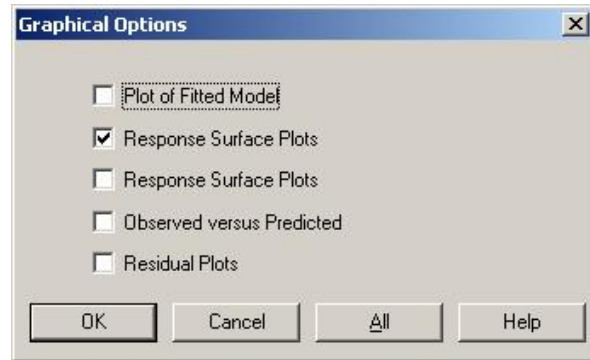 Graphical Options
Plot of Fitted Model
Response Surface Plots
Response Surface Plots
Observed versus Predicted
Residual Plots
OK Cancel All Help